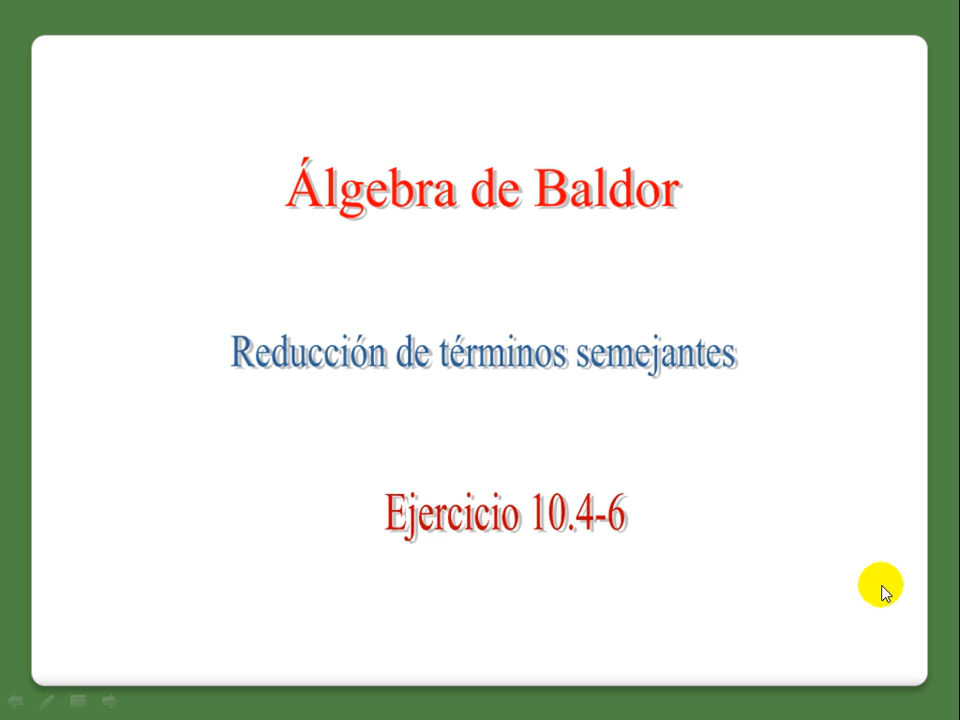 Álgebra de Baldor
Reducción de términos semejantes
Ejercicio 10.4-6